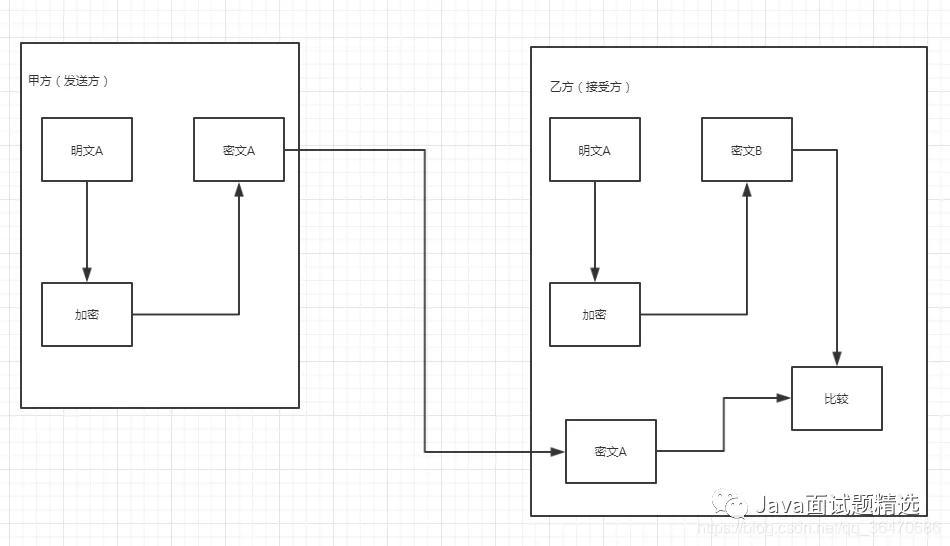 甲方（发送方）
明文A
密文A
加密
乙方（接受方）
明文A
密文B
加密
比较
密文A
Java面试题精选
https://blog.csdn.net/qq_36470686